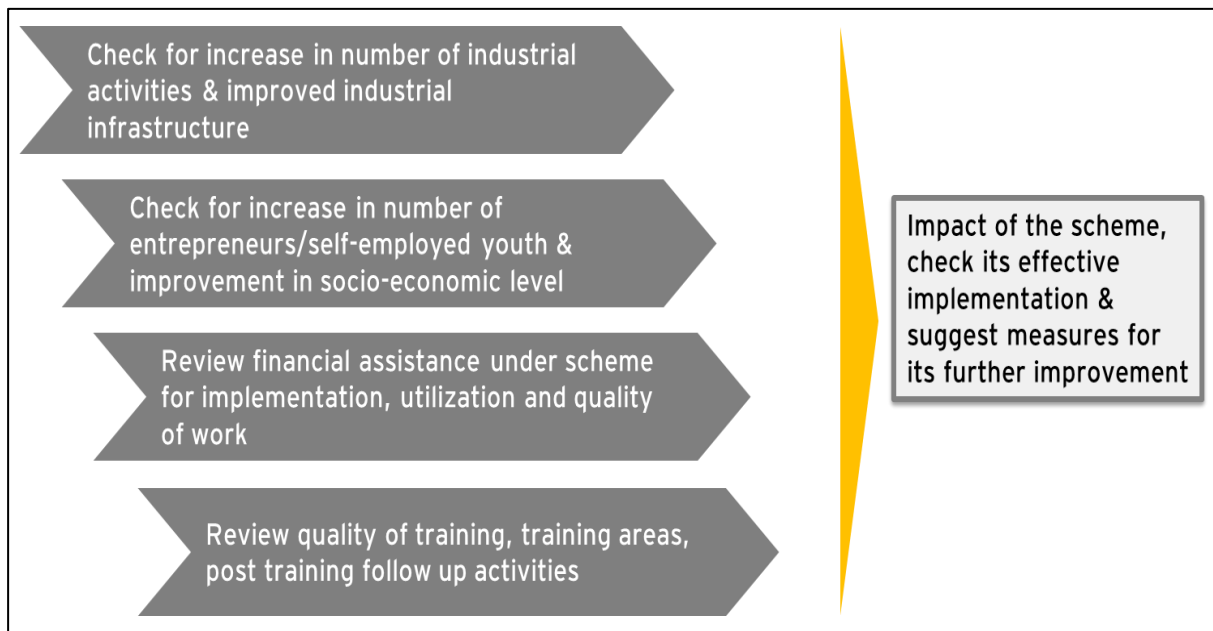 Check for increase in number of industrial
activities & improved industrial
infrastructure
Check for increase in number of
entrepreneurs/self-employed youth &
improvement in socio-economic level
Review financial assistance under scheme
for implementation, utilization and quality
of work
Review quality of training, training areas,
post training follow up activities
Impact of the scheme,
check its effective
implementation &
suggest measures for
its further improvement